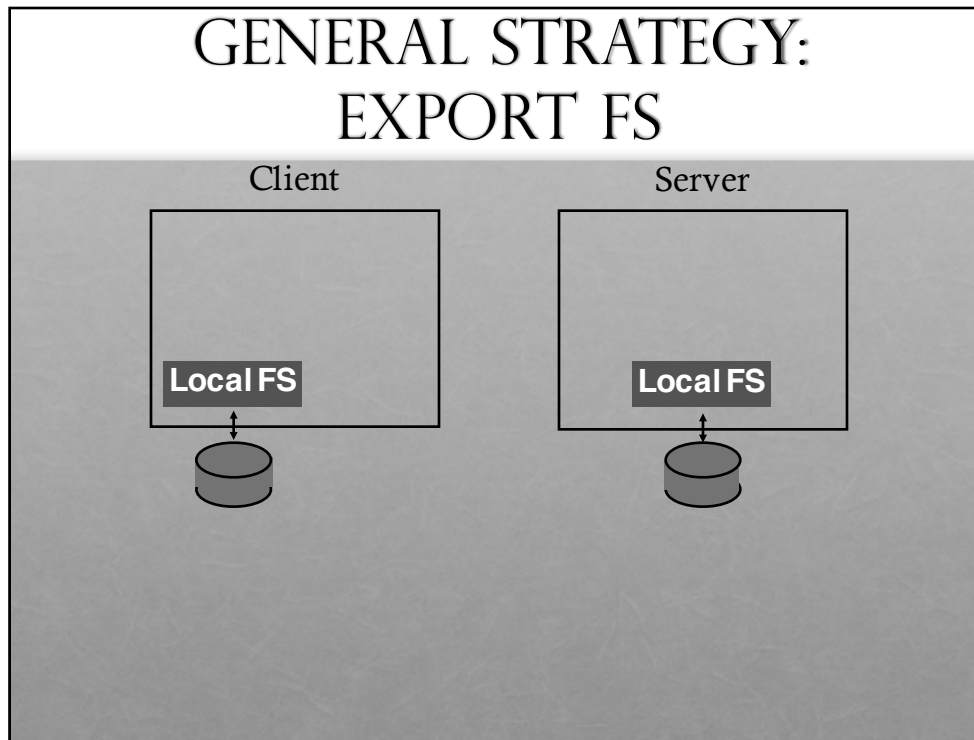 GENERAL STRATEGY:
EXPORT FS
Client Server
Local FS Local FS